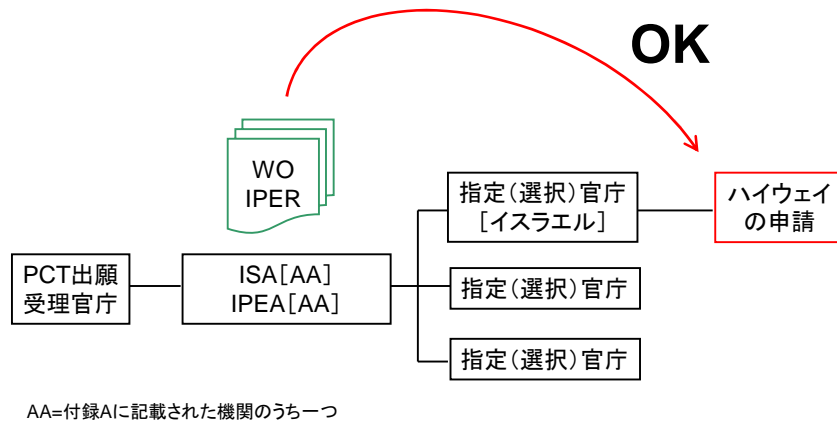 OK
WO
IPER
指定(選択)官庁
[イスラエル]
ハイウェイ
の申請
PCT出願
受理官庁
ISA[AA]
IPEA[AA]
指定(選択)官庁
指定(選択)官庁
AA=付録Aに記載された機関のうち一つ